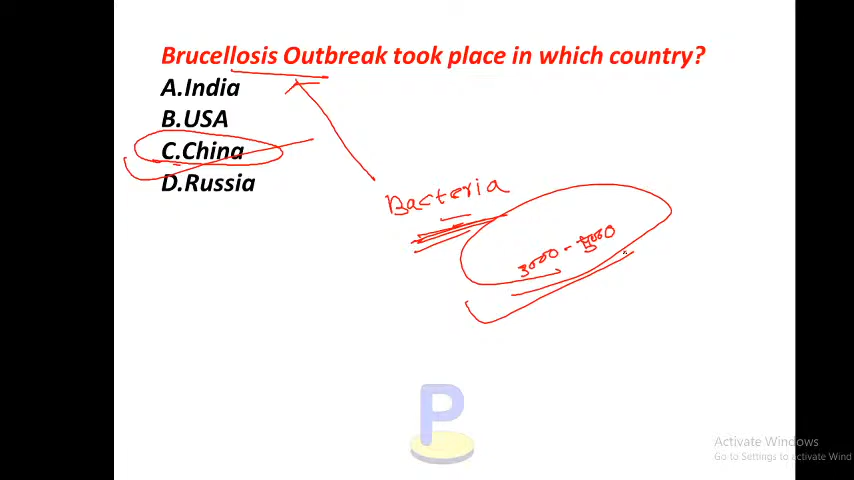 Brucellosis Outbreak took place in which country?
A.India
B.USA
C.China
D.Russia
Bacteria
3000 -
P
Activate Windows
Go to Settings to activate Wind